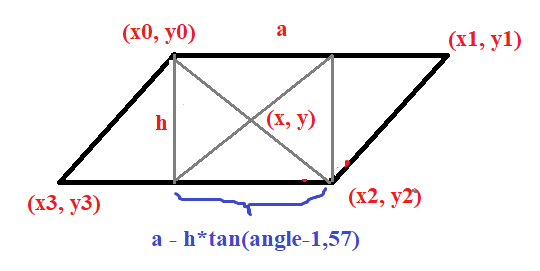 (x0, y0)
a
(x1, y1)
h
(x, y)
(x3, y3)
(x2, y2)
a - h*tan(angle-1,57)